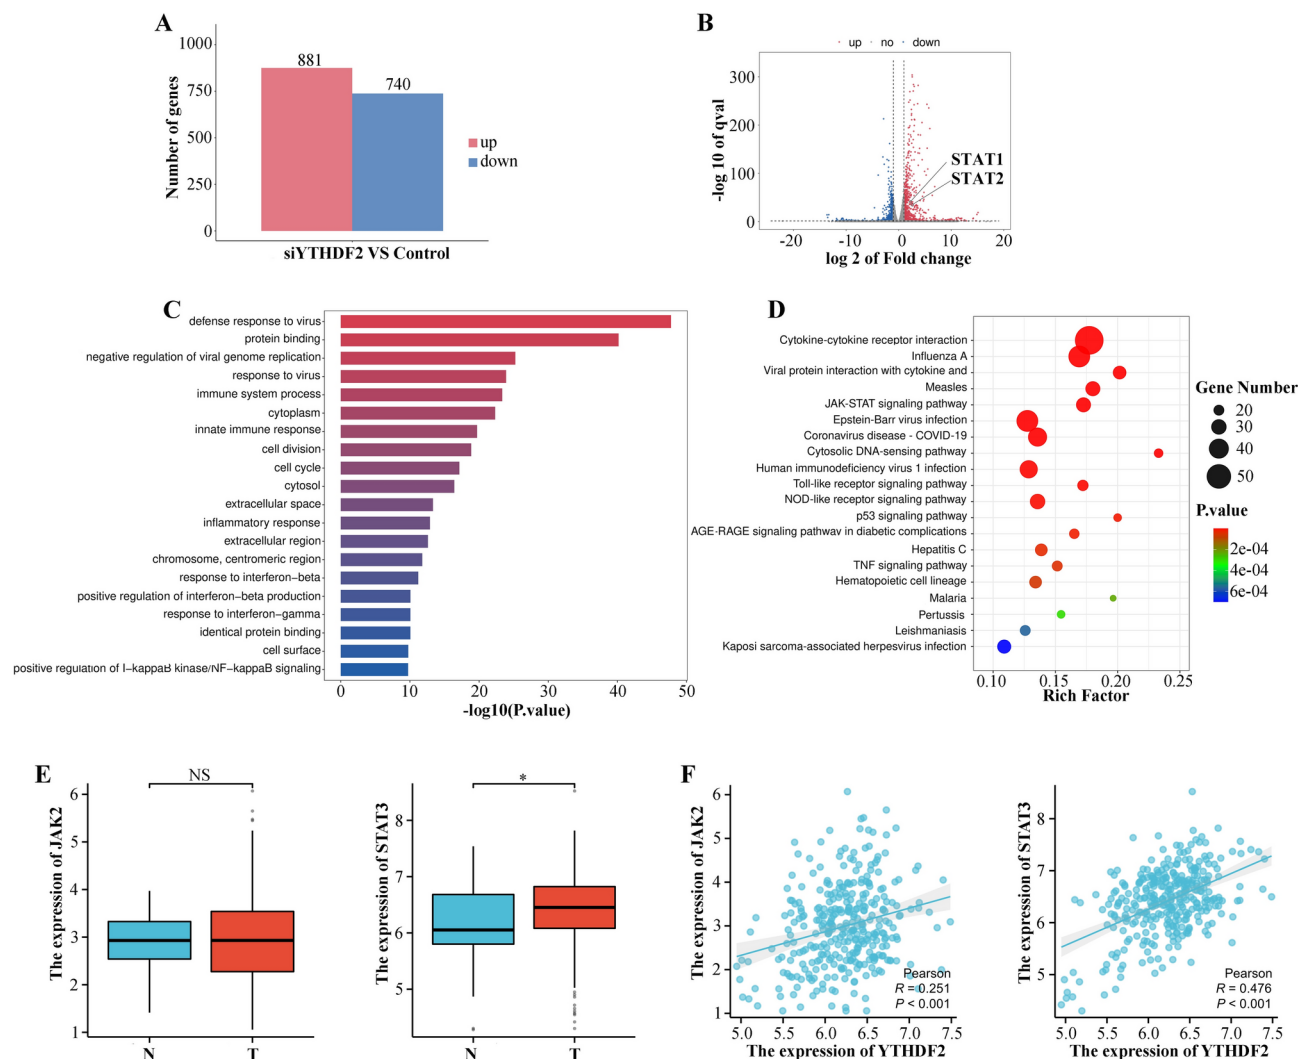 A
Number of genes
1000
750
500
250
0
881
740
up
down
siYTHDF2 VS Control
B
up no down
-log 10 of qval
300
200
100
0
STAT1
STAT2
-20 -10 0 10 20
log 2 of Fold change
C
defense response to virus
protein binding
negative regulation of viral genome replication
response to virus
immune system process
cytoplasm
innate immune response
cell division
cell cycle
cytosol
extracellular space
inflammatory response
extracellular region
chromosome, centromeric region
response to interferon-beta
positive regulation of interferon-beta production
response to interferon-gamma
identical protein binding
cell surface
positive regulation of I-kappaB kinase/NF-kappaB signaling
0 10 20 30 40 50
-log10(P.value)
D
Cytokine-cytokine receptor interaction
Influenza A
Viral protein interaction with cytokine and
Measles
JAK-STAT signaling pathway
Epstein-Barr virus infection
Coronavirus disease - COVID-19
Cytosolic DNA-sensing pathway
Human immunodeficiency virus 1 infection
Toll-like receptor signaling pathway
NOD-like receptor signaling pathway
p53 signaling pathway
AGE-RAGE signaling pathway in diabetic complications
Hepatitis C
TNF signaling pathway
Hematopoietic cell lineage
Malaria
Pertussis
Leishmaniasis
Kaposi sarcoma-associated herpesvirus infection
0.10 0.15 0.20 0.25
Rich Factor
Gene Number
20
30
40
50
P.value
2e-04
4e-04
6e-04
E
The expression of JAK2
6
5
4
3
2
1
NS
N T
The expression of STAT3
8
7
6
5
*
N T
F
The expression of JAK2
6
5
4
3
2
1
Pearson
R = 0.251
P < 0.001
5.0 5.5 6.0 6.5 7.0 7.5
The expression of YTHDF2
The expression of STAT3
8
7
6
5
Pearson
R = 0.476
P < 0.001
5.0 5.5 6.0 6.5 7.0 7.5
The expression of YTHDF2